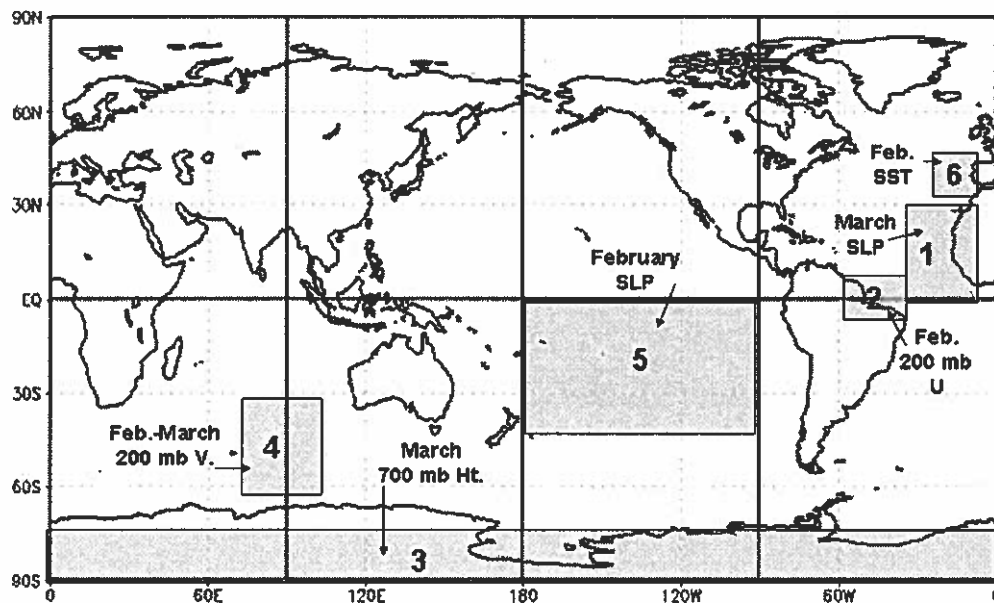 90N
60N
30N
EQ
30S
60S
90S
Feb.
SST
6
March
SLP
1
February
SLP
2
5
Feb.
200 mb
U
Feb.-March
200 mb V.
4
March
700 mb Ht.
3
0
60E
120E
180
120W
60W
0